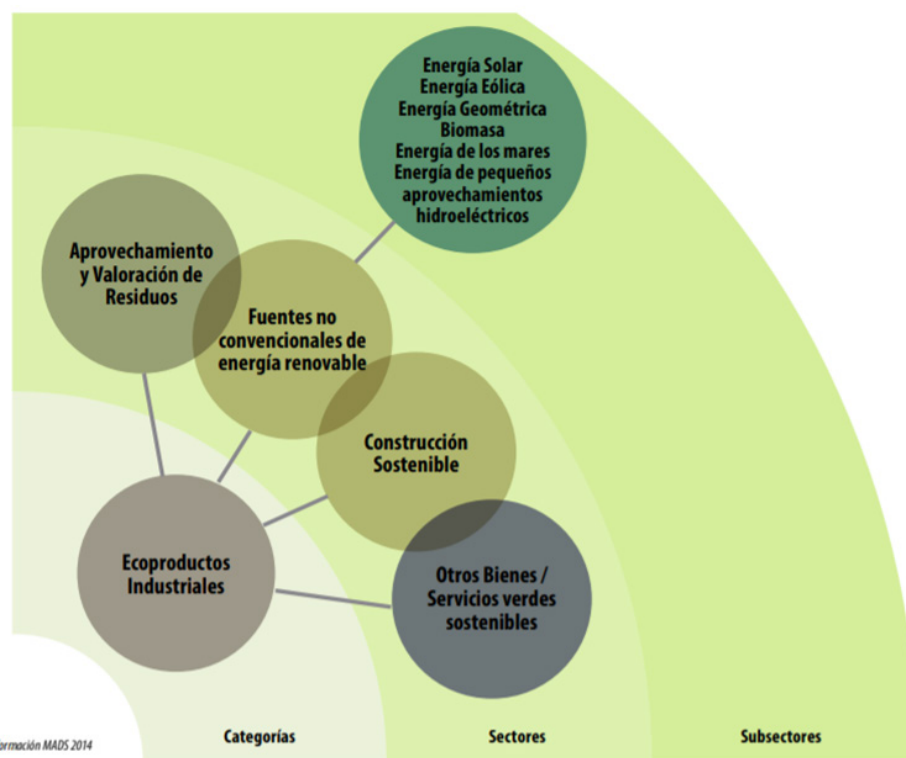 Energía Solar
Energía Eólica
Energía Geométrica
Biomasa
Energía de los mares
Energía de pequeños
aprovechamientos
hidroeléctricos
Aprovechamiento
y Valoración de
Residuos
Fuentes no
convencionales de
energía renovable
Construcción
Sostenible
Ecoproductos
Industriales
Otros Bienes /
Servicios verdes
sostenibles
Categorías
Sectores
Subsectores
formación MADS 2014